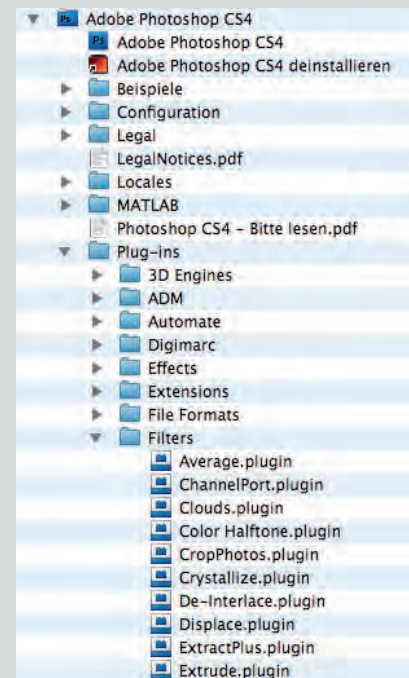 Adobe Photoshop CS4
Adobe Photoshop CS4
Adobe Photoshop CS4 deinstallieren
Beispiele
Configuration
Legal
LegalNotices.pdf
Locales
MATLAB
Photoshop CS4 – Bitte lesen.pdf
Plug-ins
3D Engines
ADM
Automate
Digimarc
Effects
Extensions
File Formats
Filters
Average.plugin
ChannelPort.plugin
Clouds.plugin
Color Halftone.plugin
CropPhotos.plugin
Crystallize.plugin
De-Interlace.plugin
Displace.plugin
ExtractPlus.plugin
Extrude.plugin